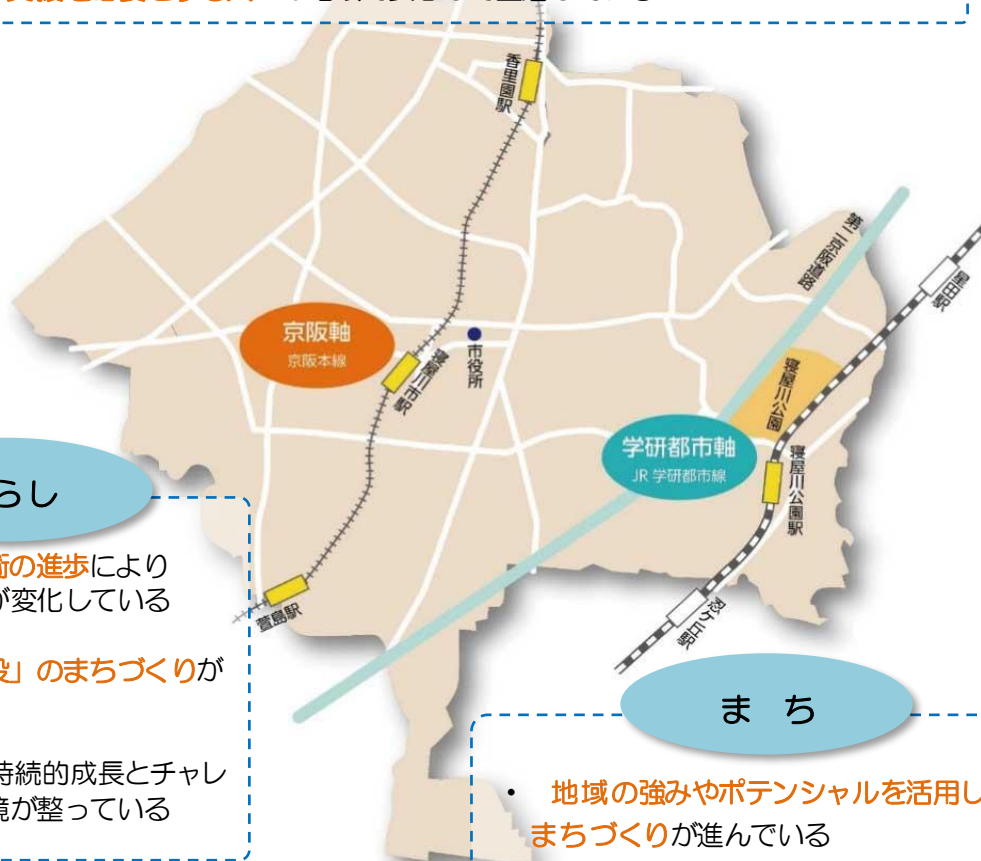 香里園駅
第二京阪道路
星田駅
京阪軸
京阪本線
市役所
寝屋川市駅
寝屋川公園
学研都市軸
JR 学研都市線
寝屋川公園駅
らし
術の進歩により
が変化している
萱島駅
忍ケ丘駅
」のまちづくりが
ま ち
持続的成長とチャレ
境が整っている
・ 地域の強みやポテンシャルを活用し
まちづくりが進んでいる